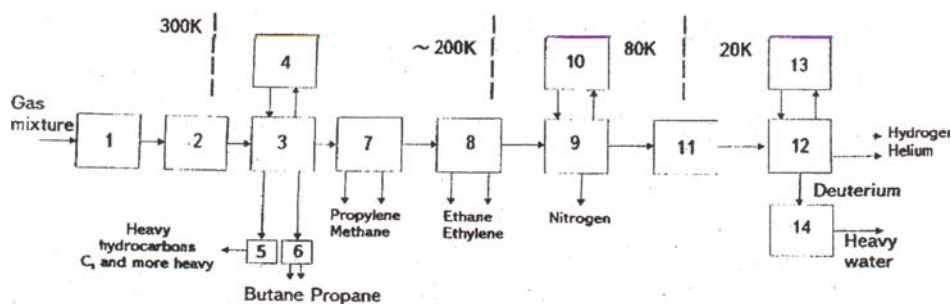 300K
~200K
80K
20K
4
10
13
Gas
mixture
1
2
3
7
8
9
11
12
Hydrogen
Helium
Propylene
Methane
Ethane
Ethylene
Nitrogen
Deuterium
Heavy
hydrocarbons
and more heavy
5
6
14
Heavy
water
Butane Propane